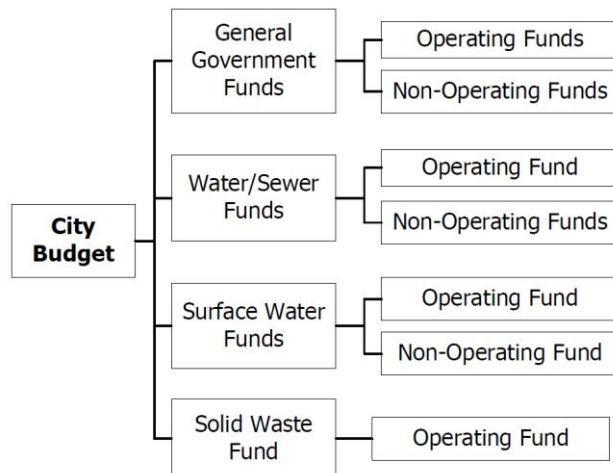 General
Government
Funds
Operating Funds
Non-Operating Funds
Water/Sewer
Funds
Operating Fund
Non-Operating Funds
City
Budget
Surface Water
Funds
Operating Fund
Non-Operating Fund
Solid Waste
Fund
Operating Fund